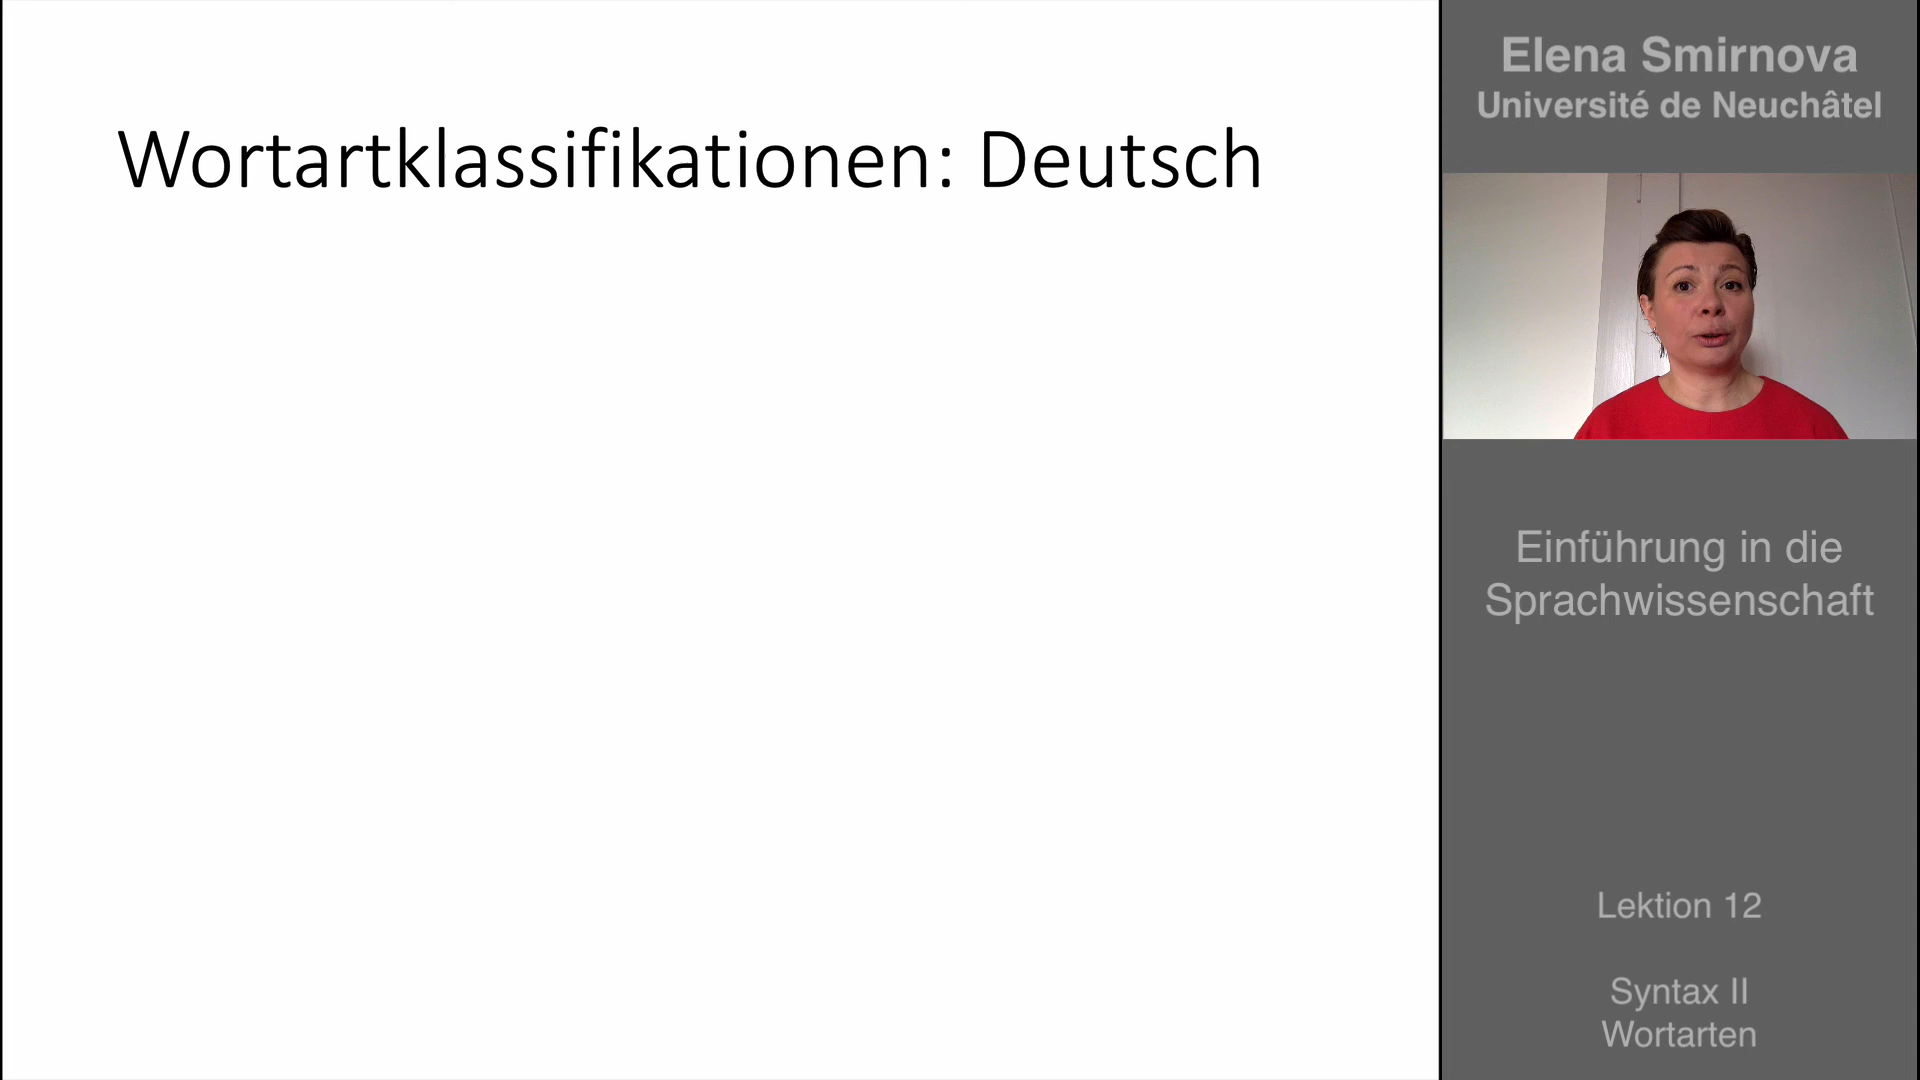 Wortartklassifikationen: Deutsch
Elena Smirnova
Université de Neuchâtel
Einführung in die
Sprachwissenschaft
Lektion 12
Syntax II
Wortarten